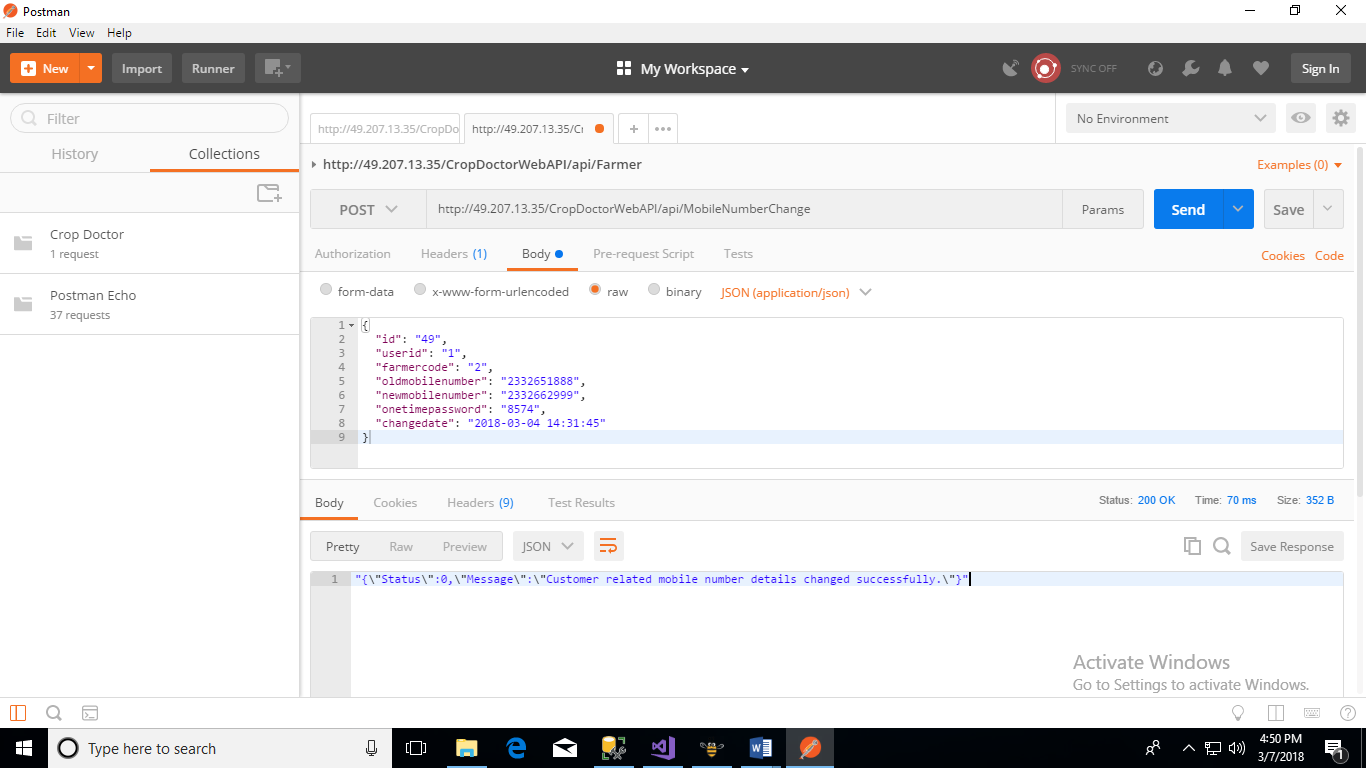 Postman
File Edit View Help
New Import Runner My Workspace SYNC OFF Sign In
Filter
History Collections
Crop Doctor
1 request
Postman Echo
37 requests
http://49.207.13.35/CropDo http://49.207.13.35/Cr + ••• No Environment
http://49.207.13.35/CropDoctorWebAPI/api/Farmer Examples (0)
POST http://49.207.13.35/CropDoctorWebAPI/api/MobileNumberChange Params Send Save
Authorization Headers (1) Body Pre-request Script Tests Cookies Code
form-data x-www-form-urlencoded raw binary JSON (application/json)
1 {
2 "id": "49",
3 "userid": "1",
4 "farmercode": "2",
5 "oldmobilenumber": "2332651888",
6 "newmobilenumber": "2332662999",
7 "onetimepassword": "8574",
8 "changedate": "2018-03-04 14:31:45"
9 }
Body Cookies Headers (9) Test Results Status: 200 OK Time: 70 ms Size: 352 B
Pretty Raw Preview JSON Save Response
1 "{\"Status\":0,\"Message\":\"Customer related mobile number details changed successfully.\"}"
Activate Windows
Go to Settings to activate Windows.
Type here to search
4:50 PM
3/7/2018
1